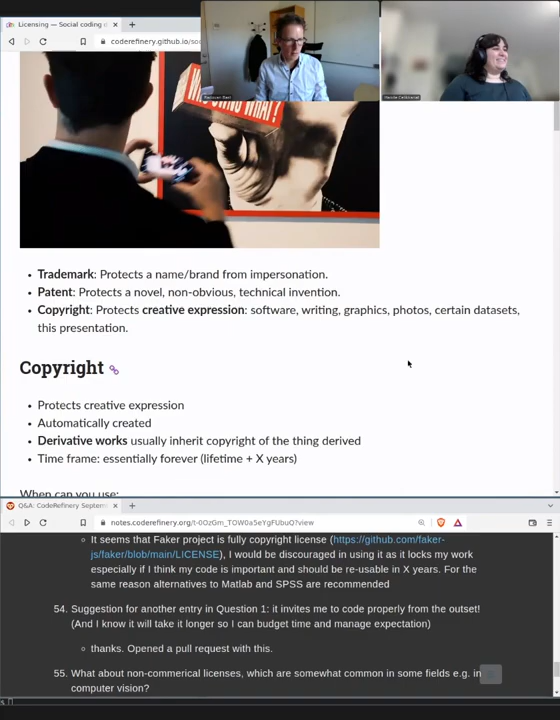 Licensing — Social coding
coderefinery.github.io/so
Radovan Bast
WHAT?
Trademark: Protects a name/brand from impersonation.
Patent: Protects a novel, non-obvious, technical invention.
Copyright: Protects creative expression: software, writing, graphics, photos, certain datasets,
this presentation.
Copyright
Protects creative expression
Automatically created
Derivative works usually inherit copyright of the thing derived
Time frame: essentially forever (lifetime + X years)
When can you use:
Q&A: CodeRefinery Septem
notes.coderefinery.org/t-0OzGm_TOW0a5eYgFUbuQ?view
It seems that Faker project is fully copyright license (https://github.com/faker-
js/faker/blob/main/LICENSE), I would be discouraged in using it as it locks my work
especially if I think my code is important and should be re-usable in X years. For the
same reason alternatives to Matlab and SPSS are recommended
54. Suggestion for another entry in Question 1: it invites me to code properly from the outset!
(And I know it will take it longer so I can budget time and manage expectation)
thanks. Opened a pull request with this.
55. What about non-commerical licenses, which are somewhat common in some fields e.g. in
computer vision?